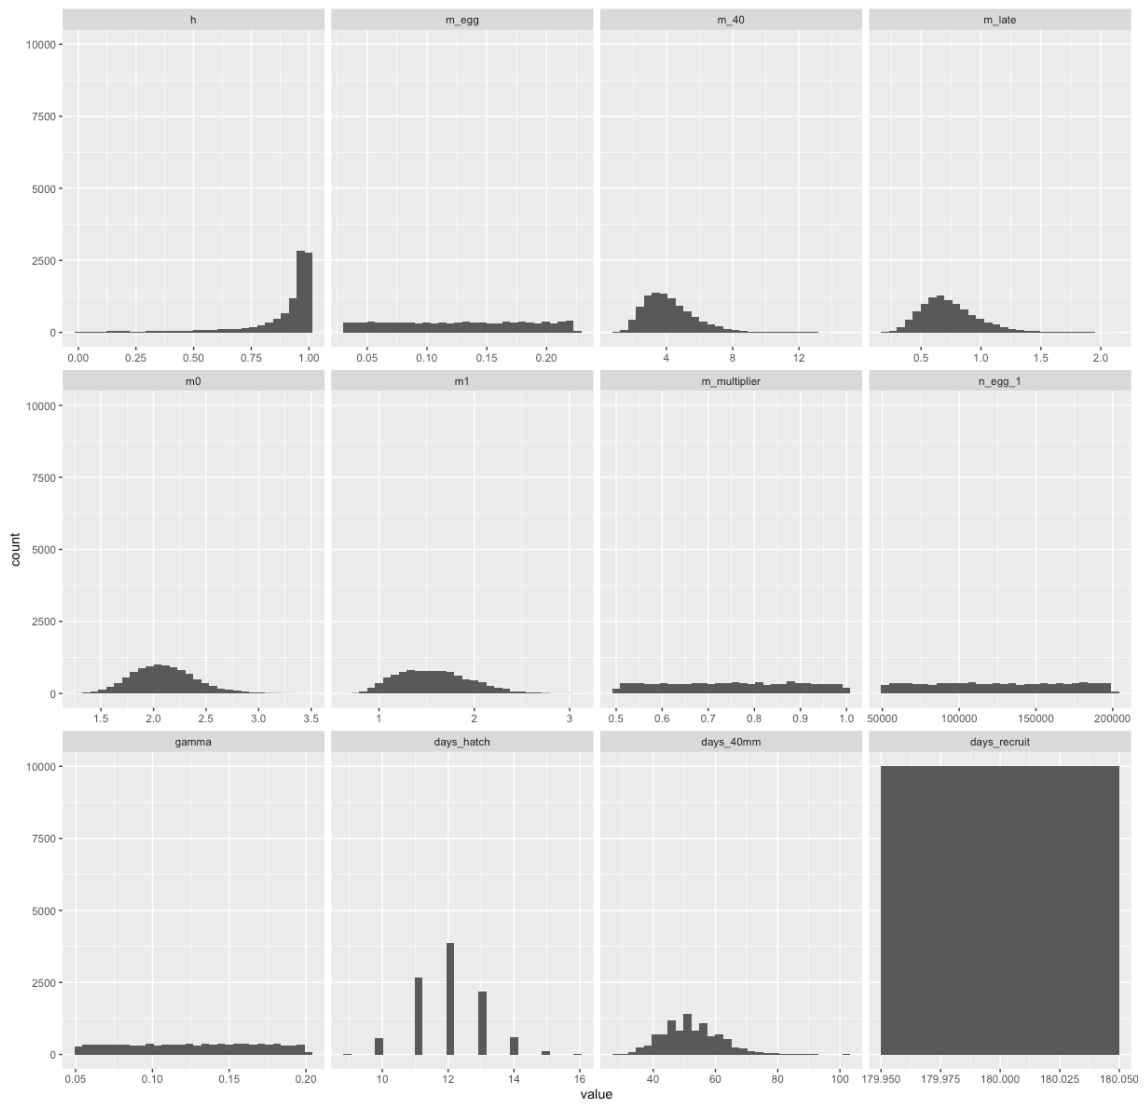 h m_egg m_40 m_late
10000
7500
5000
2500
0
0.00 0.25 0.50 0.75 1.00 0.05 0.10 0.15 0.20 4 8 12 0.5 1.0 1.5 2.0
m0 m1 m_multiplier n_egg_1
10000
7500
count
5000
2500
0
1.5 2.0 2.5 3.0 3.5 1 2 3 0.5 0.6 0.7 0.8 0.9 1.0 50000 100000 150000 200000
gamma days_hatch days_40mm days_recruit
10000
7500
5000
2500
0
0.05 0.10 0.15 0.20 10 12 14 16 40 60 80 100 179.950 179.975 180.000 180.025 180.050
value